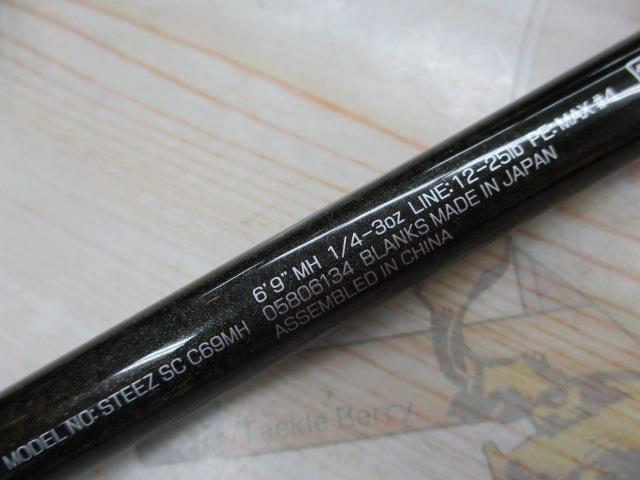 6'9" MH 1/4-3oz LINE:12-25lb PE-MAX#4
MODEL NO: STEEZ SC C69MH 05806134 BLANKS MADE IN JAPAN
ASSEMBLED IN CHINA
Tackle Berry